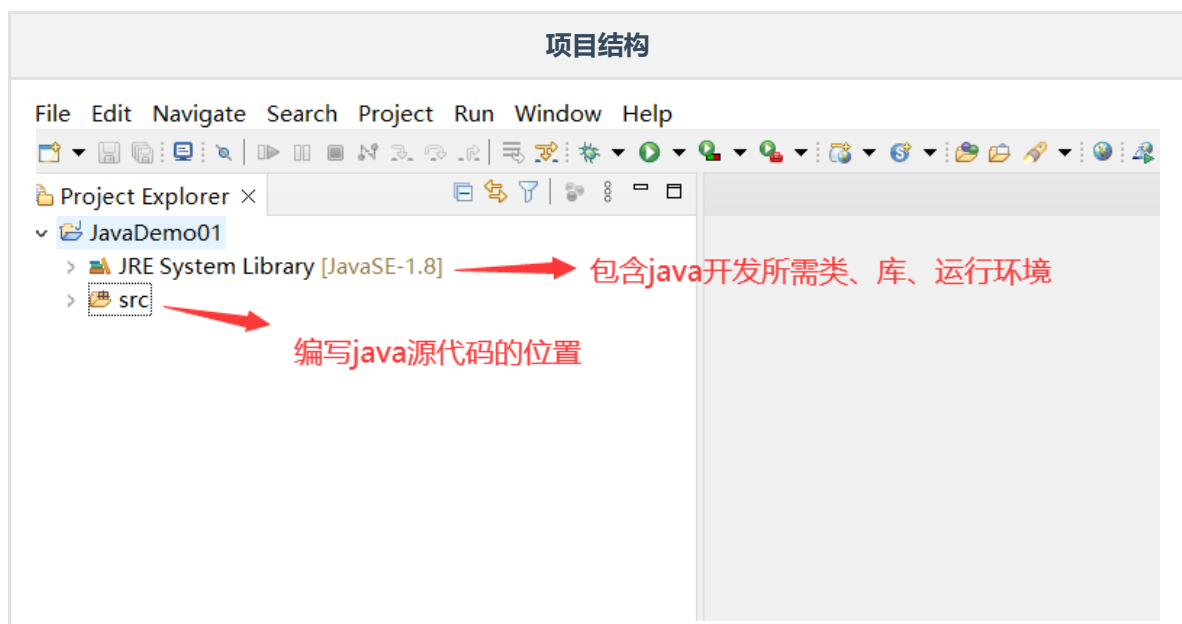 项目结构
File Edit Navigate Search Project Run Window Help
Project Explorer
JavaDemo01
JRE System Library [JavaSE-1.8]
包含java开发所需类、库、运行环境
src
编写java源代码的位置